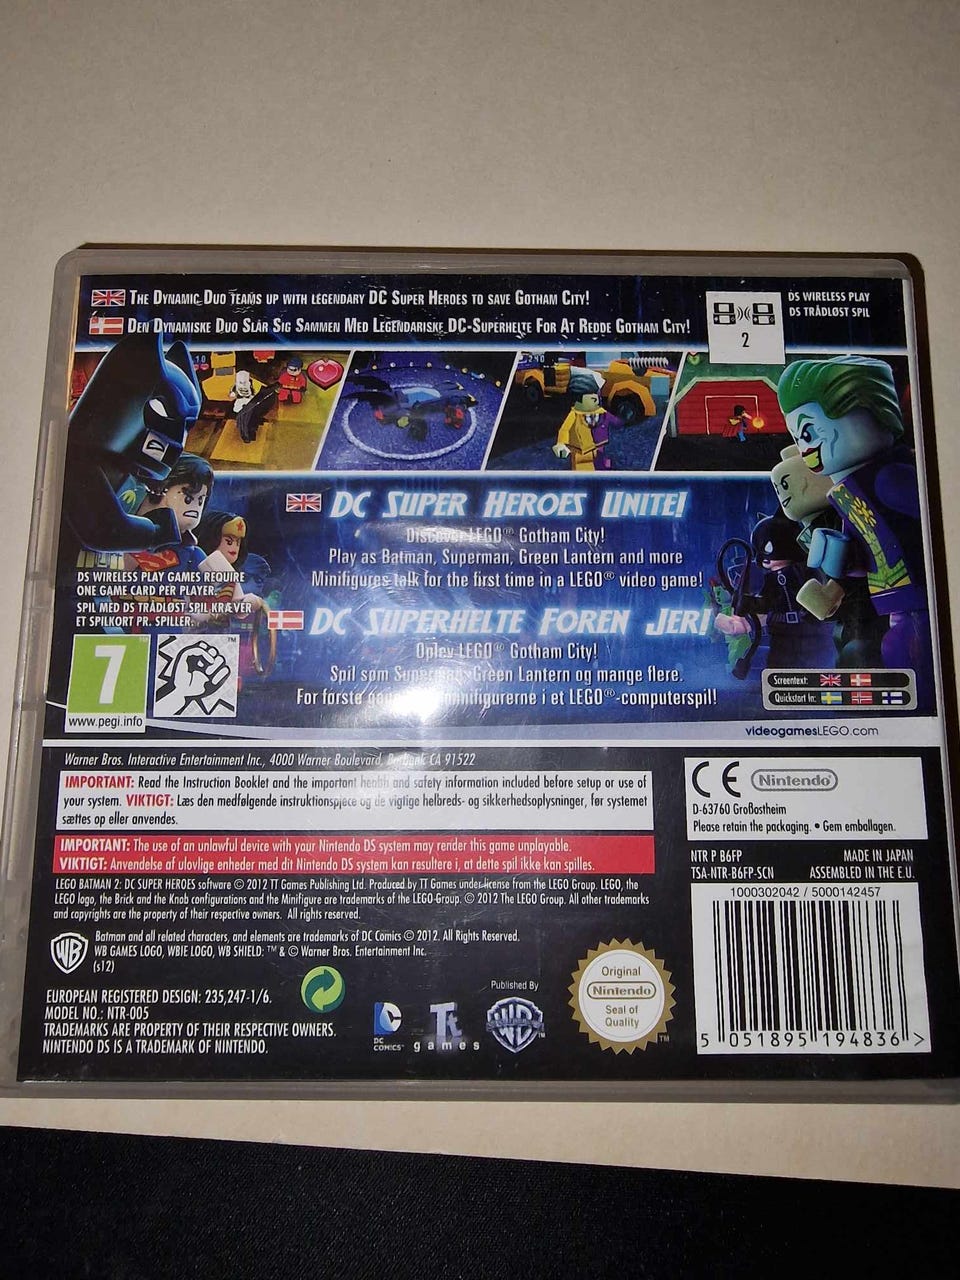 The Dynamic Duo teams up with legendary DC Super Heroes to save Gotham City!
Den Dynamiske Duo Slår Sig Sammen Med Legendariske DC-Superhelte For At Redde Gotham City!
2
DS WIRELESS PLAY
DS TRÅDLØST SPIL
DC Super Heroes Unite!
Discover LEGO® Gotham City!
Play as Batman, Superman, Green Lantern and more
Minifigures talk for the first time in a LEGO® video game!
DS WIRELESS PLAY GAMES REQUIRE
ONE GAME CARD PER PLAYER.
SPIL MED DS TRÅDLØST SPIL KRÆVER
ET SPILKORT PR. SPILLER.
DC Superhelte Foren Jer!
Oplev LEGO® Gotham City!
Spil som Superman, Green Lantern og mange flere.
For første minifigurerne i et LEGO®-computerspil!
7
www.pegi.info
TM
Screentext:
Quickstart in:
videogamesLEGO.com
Warner Bros. Interactive Entertainment Inc., 4000 Warner Boulevard, Burbank CA 91522
IMPORTANT: Read the Instruction Booklet and the important health and safety information included before setup or use of
your system. VIKTIGT: Læs den medfølgende instruktionspjece og de vigtige helbreds- og sikkerhedsoplysninger, før systemet
sættes op eller anvendes.
IMPORTANT: The use of an unlawful device with your Nintendo DS system may render this game unplayable.
VIKTIGT: Anvendelse af ulovlige enheder med dit Nintendo DS system kan resultere i, at dette spil ikke kan spilles.
LEGO BATMAN 2: DC SUPER HEROES software © 2012 TT Games Publishing Ltd. Produced by TT Games under license from the LEGO Group. LEGO, the
LEGO logo, the Brick and the Knob configurations and the Minifigure are trademarks of the LEGO Group. © 2012 The LEGO Group. All other trademarks
and copyrights are the property of their respective owners. All rights reserved.
Batman and all related characters, and elements are trademarks of DC Comics © 2012. All Rights Reserved.
WB GAMES LOGO, WBIE LOGO, WB SHIELD: ™ & © Warner Bros. Entertainment Inc.
(s12)
EUROPEAN REGISTERED DESIGN: 235,247-1/6.
MODEL NO.: NTR-005
TRADEMARKS ARE PROPERTY OF THEIR RESPECTIVE OWNERS.
NINTENDO DS IS A TRADEMARK OF NINTENDO.
DC
COMICS™
Tt
games
Published By
WB
Original
Nintendo
Seal of
Quality
TM
CE Nintendo
D-63760 Großostheim
Please retain the packaging. • Gem emballagen.
NTR P B6FP
MADE IN JAPAN
TSA-NTR-B6FP-SCN
ASSEMBLED IN THE E.U.
1000302042 / 5000142457
5 051895 194836 >